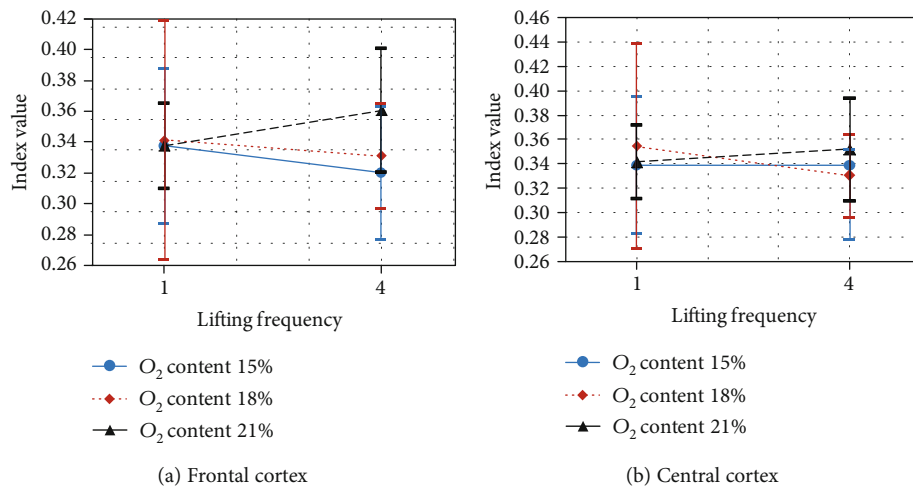 0.42
0.40
0.38
0.36
0.34
0.32
0.30
0.28
0.26
Index value
1
4
Lifting frequency
O₂ content 15%
O₂ content 18%
O₂ content 21%
(a) Frontal cortex
0.46
0.44
0.42
0.40
0.38
0.36
0.34
0.32
0.30
0.28
0.26
Index value
1
4
Lifting frequency
O₂ content 15%
O₂ content 18%
O₂ content 21%
(b) Central cortex